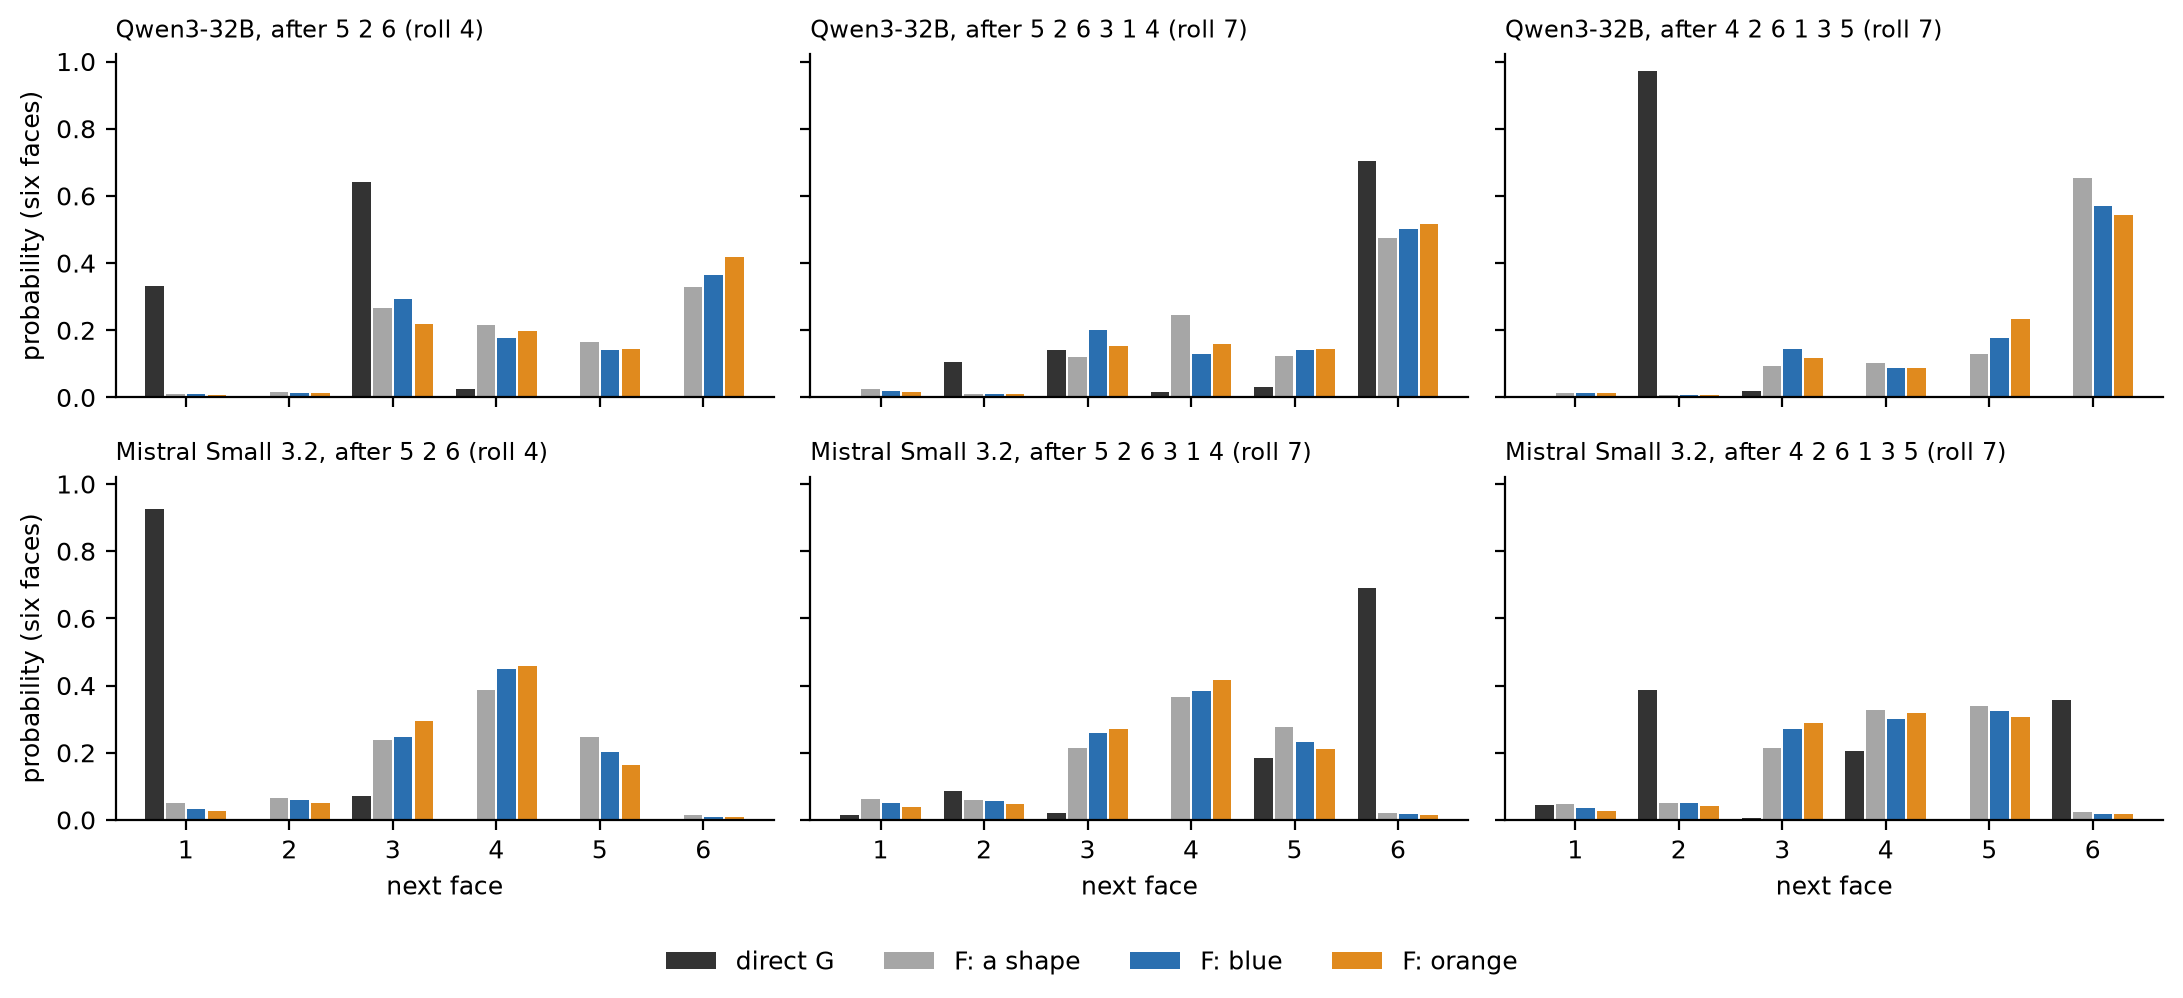 Qwen3-32B, after 5 2 6 (roll 4)
Qwen3-32B, after 5 2 6 3 1 4 (roll 7)
Qwen3-32B, after 4 2 6 1 3 5 (roll 7)
probability (six faces)
1.0
0.8
0.6
0.4
0.2
0.0
Mistral Small 3.2, after 5 2 6 (roll 4)
Mistral Small 3.2, after 5 2 6 3 1 4 (roll 7)
Mistral Small 3.2, after 4 2 6 1 3 5 (roll 7)
probability (six faces)
1.0
0.8
0.6
0.4
0.2
0.0
1 2 3 4 5 6
1 2 3 4 5 6
1 2 3 4 5 6
next face
next face
next face
direct G
F: a shape
F: blue
F: orange